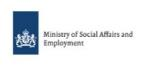 Ministry of Social Affairs and
Employment